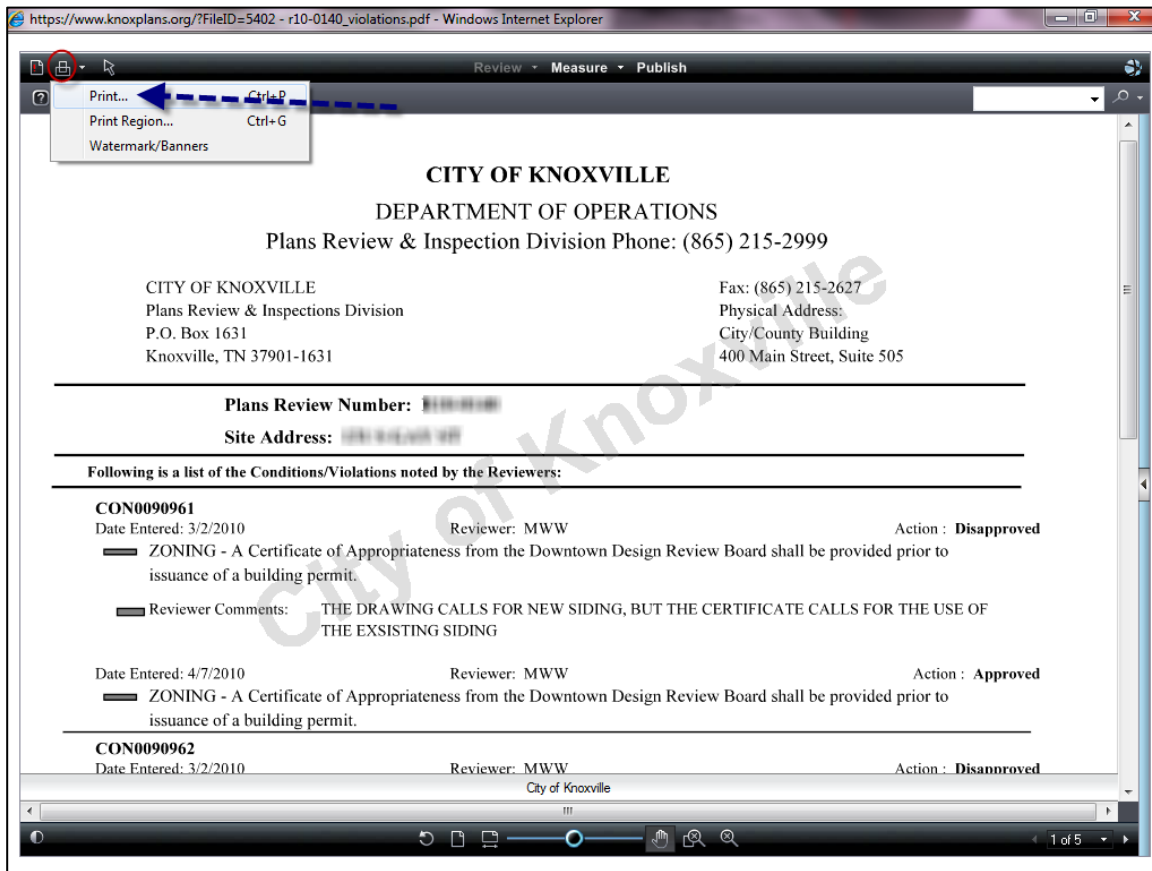 https://www.knoxplans.org/?FileID=5402 - r10-0140_violations.pdf - Windows Internet Explorer
Review Measure Publish
Print... Ctrl+P
Print Region... Ctrl+G
Watermark/Banners
CITY OF KNOXVILLE
DEPARTMENT OF OPERATIONS
Plans Review & Inspection Division Phone: (865) 215-2999
CITY OF KNOXVILLE Fax: (865) 215-2627
Plans Review & Inspections Division Physical Address:
P.O. Box 1631 City/County Building
Knoxville, TN 37901-1631 400 Main Street, Suite 505
Plans Review Number:
Site Address:
Following is a list of the Conditions/Violations noted by the Reviewers:
CON0090961
Date Entered: 3/2/2010 Reviewer: MWW Action : Disapproved
ZONING - A Certificate of Appropriateness from the Downtown Design Review Board shall be provided prior to
issuance of a building permit.
Reviewer Comments: THE DRAWING CALLS FOR NEW SIDING, BUT THE CERTIFICATE CALLS FOR THE USE OF
THE EXSISTING SIDING
Date Entered: 4/7/2010 Reviewer: MWW Action : Approved
ZONING - A Certificate of Appropriateness from the Downtown Design Review Board shall be provided prior to
issuance of a building permit.
CON0090962
Date Entered: 3/2/2010 Reviewer: MWW Action : Disapproved
City of Knoxville
City of Knoxville
1 of 5